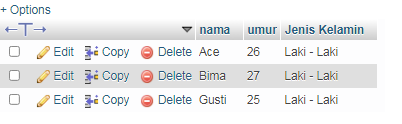 + Options
←T→ nama umur Jenis Kelamin
Edit Copy Delete Ace 26 Laki - Laki
Edit Copy Delete Bima 27 Laki - Laki
Edit Copy Delete Gusti 25 Laki - Laki